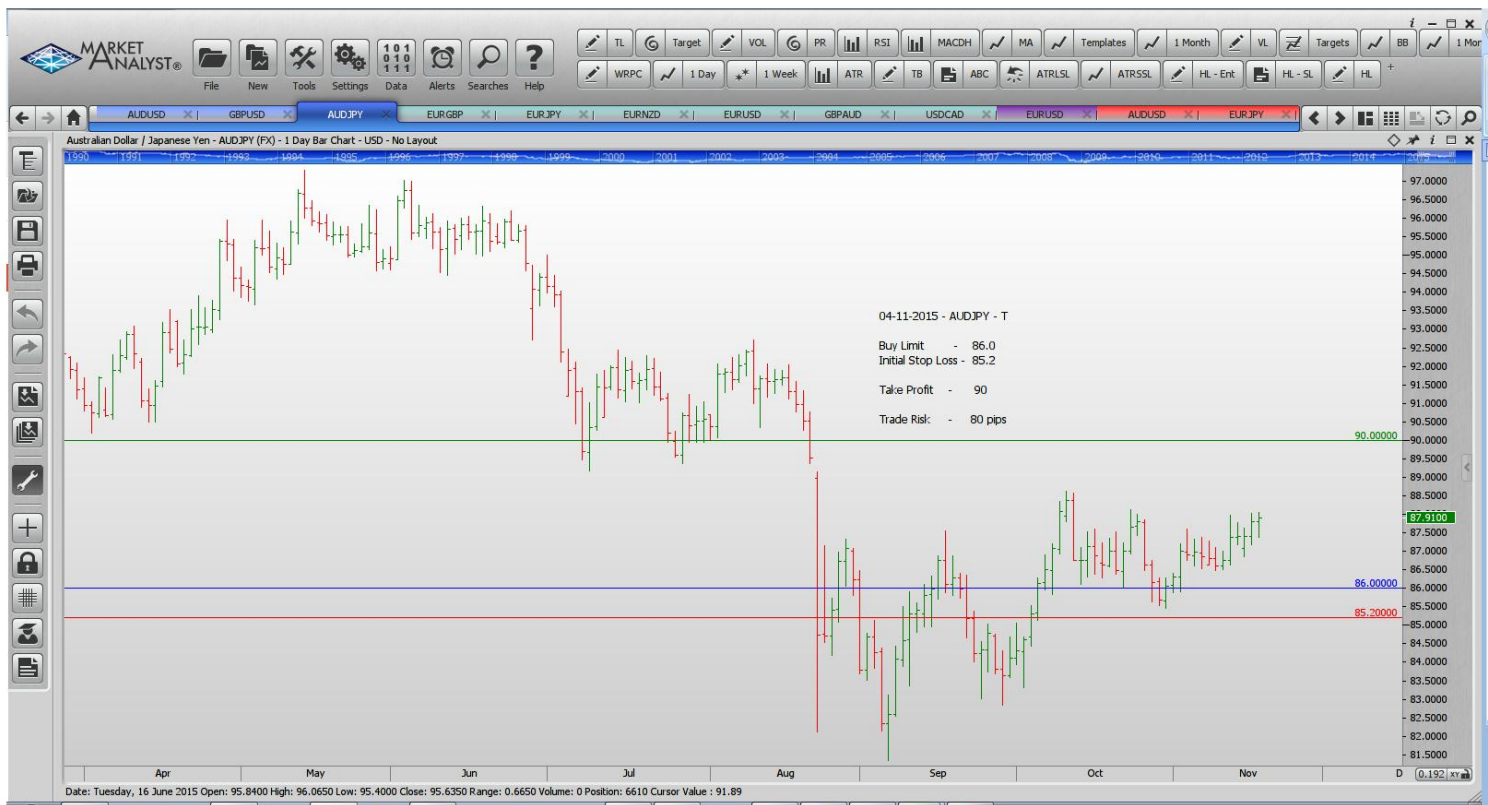 i
MARKET ANALYST®
File New Tools Settings Data Alerts Searches Help
TL Target VOL PR RSI MACDH MA Templates 1 Month VL Targets BB 1 Mor
WRPC 1 Day 1 Week ATR TB ABC ATRLSL ATRSSL HL - Ent HL - SL HL +
AUDUSD GBPUSD AUDJPY EURGBP EURJPY EURNZD EURUSD GBPAUD USDCAD EURUSD AUDUSD EURJPY
Australian Dollar / Japanese Yen - AUDJPY (FX) - 1 Day Bar Chart - USD - No Layout
1990 1991 1992 1993 1994 1995 1996 1997 1998 1999 2000 2001 2002 2003 2004 2005 2006 2007 2008 2009 2010 2011 2012 2013 2014 2015
97.0000
96.5000
96.0000
95.5000
95.0000
94.5000
94.0000
93.5000
04-11-2015 - AUDJPY - T
93.0000
Buy Limit - 86.0
92.5000
Initial Stop Loss - 85.2
92.0000
Take Profit - 90
91.5000
91.0000
Trade Risk - 80 pips
90.5000
90.00000
90.0000
89.5000
89.0000
88.5000
87.9100
87.5000
87.0000
86.5000
86.00000
86.0000
85.5000
85.20000
85.0000
84.5000
84.0000
83.5000
83.0000
82.5000
82.0000
81.5000
Apr May Jun Jul Aug Sep Oct Nov D 0.192 XY
Date: Tuesday, 16 June 2015 Open: 95.8400 High: 96.0650 Low: 95.4000 Close: 95.6350 Range: 0.6650 Volume: 0 Position: 6610 Cursor Value : 91.89